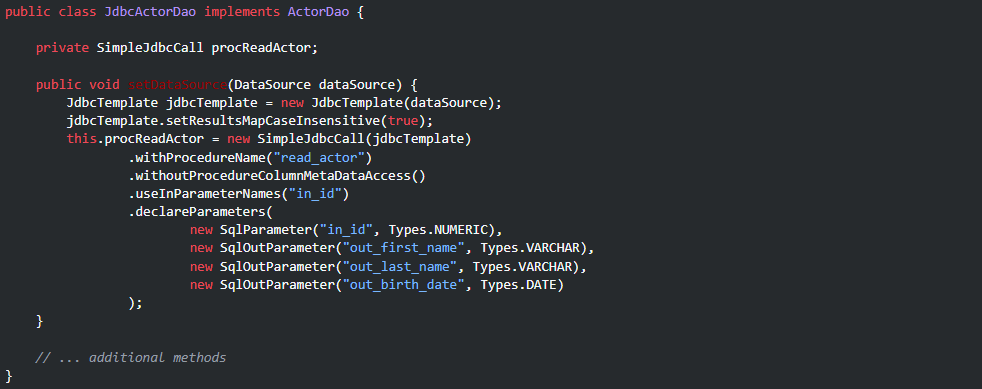 public class JdbcActorDao implements ActorDao {
private SimpleJdbcCall procReadActor;
public void setDataSource(DataSource dataSource) {
JdbcTemplate jdbcTemplate = new JdbcTemplate(dataSource);
jdbcTemplate.setResultsMapCaseInsensitive(true);
this.procReadActor = new SimpleJdbcCall(jdbcTemplate)
.withProcedureName("read_actor")
.withoutProcedureColumnMetaDataAccess()
.useInParameterNames("in_id")
.declareParameters(
new SqlParameter("in_id", Types.NUMERIC),
new SqlOutParameter("out_first_name", Types.VARCHAR),
new SqlOutParameter("out_last_name", Types.VARCHAR),
new SqlOutParameter("out_birth_date", Types.DATE)
);
}
// ... additional methods
}